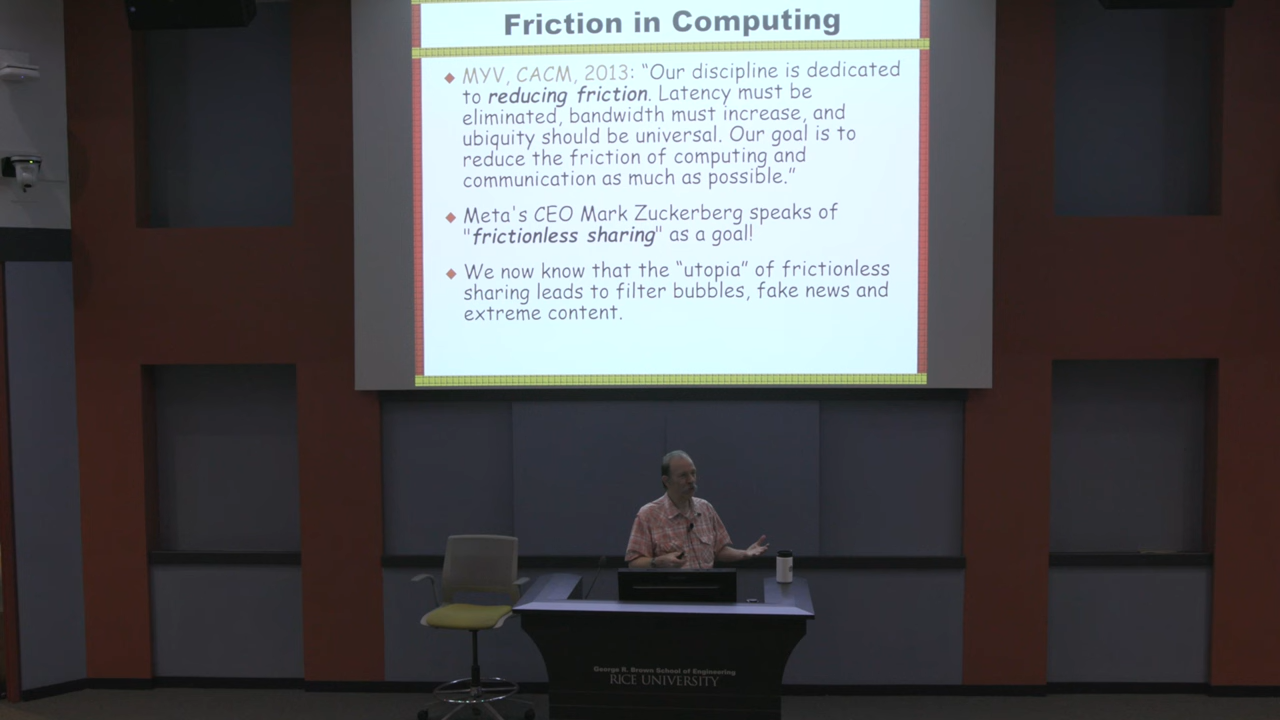 Friction in Computing
MYV, CACM, 2013: “Our discipline is dedicated
to reducing friction. Latency must be
eliminated, bandwidth must increase, and
ubiquity should be universal. Our goal is to
reduce the friction of computing and
communication as much as possible.”
Meta's CEO Mark Zuckerberg speaks of
"frictionless sharing" as a goal!
We now know that the “utopia” of frictionless
sharing leads to filter bubbles, fake news and
extreme content.
George R. Brown School of Engineering
RICE UNIVERSITY